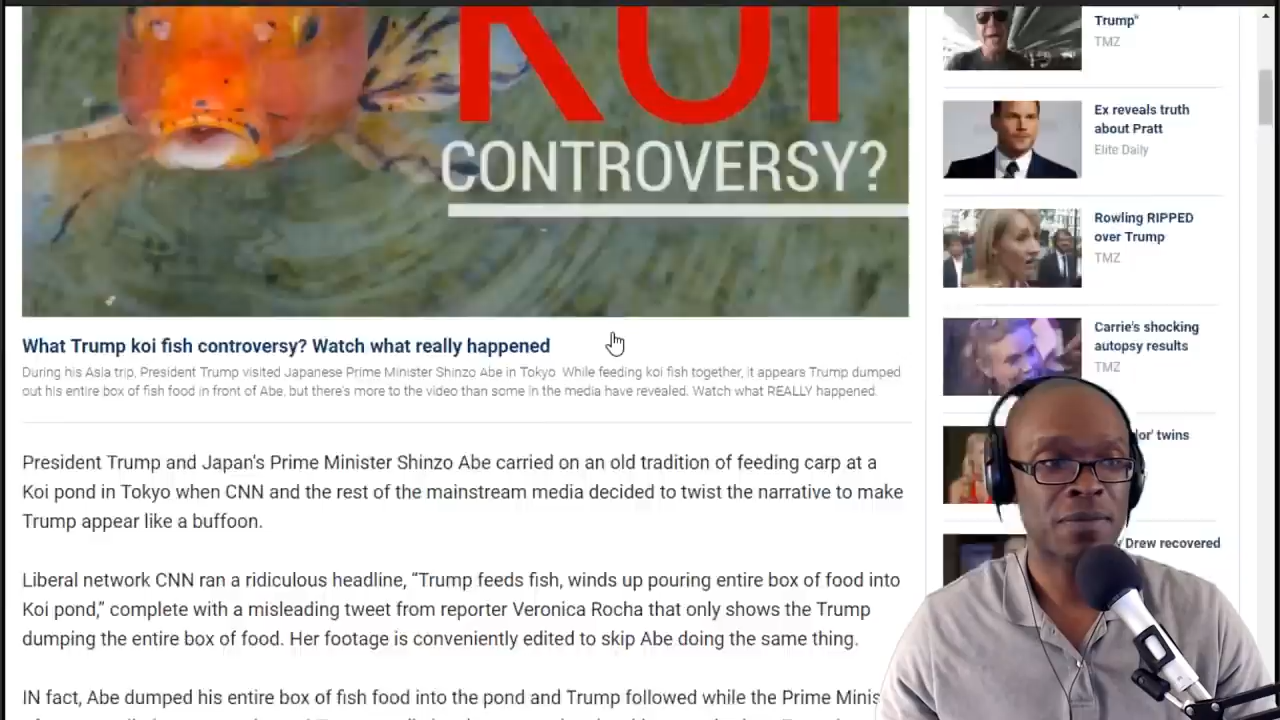 KOI
CONTROVERSY?
What Trump koi fish controversy? Watch what really happened
During his Asia trip, President Trump visited Japanese Prime Minister Shinzo Abe in Tokyo While feeding koi fish together, it appears Trump dumped
out his entire box of fish food in front of Abe, but there's more to the video than some in the media have revealed. Watch what REALLY happened.
President Trump and Japan's Prime Minister Shinzo Abe carried on an old tradition of feeding carp at a
Koi pond in Tokyo when CNN and the rest of the mainstream media decided to twist the narrative to make
Trump appear like a buffoon.
Liberal network CNN ran a ridiculous headline, “Trump feeds fish, winds up pouring entire box of food into
Koi pond,” complete with a misleading tweet from reporter Veronica Rocha that only shows the Trump
dumping the entire box of food. Her footage is conveniently edited to skip Abe doing the same thing.
IN fact, Abe dumped his entire box of fish food into the pond and Trump followed while the Prime Minis
Trump"
TMZ
Ex reveals truth
about Pratt
Elite Daily
Rowling RIPPED
over Trump
TMZ
Carrie's shocking
autopsy results
TMZ
lor' twins
Drew recovered